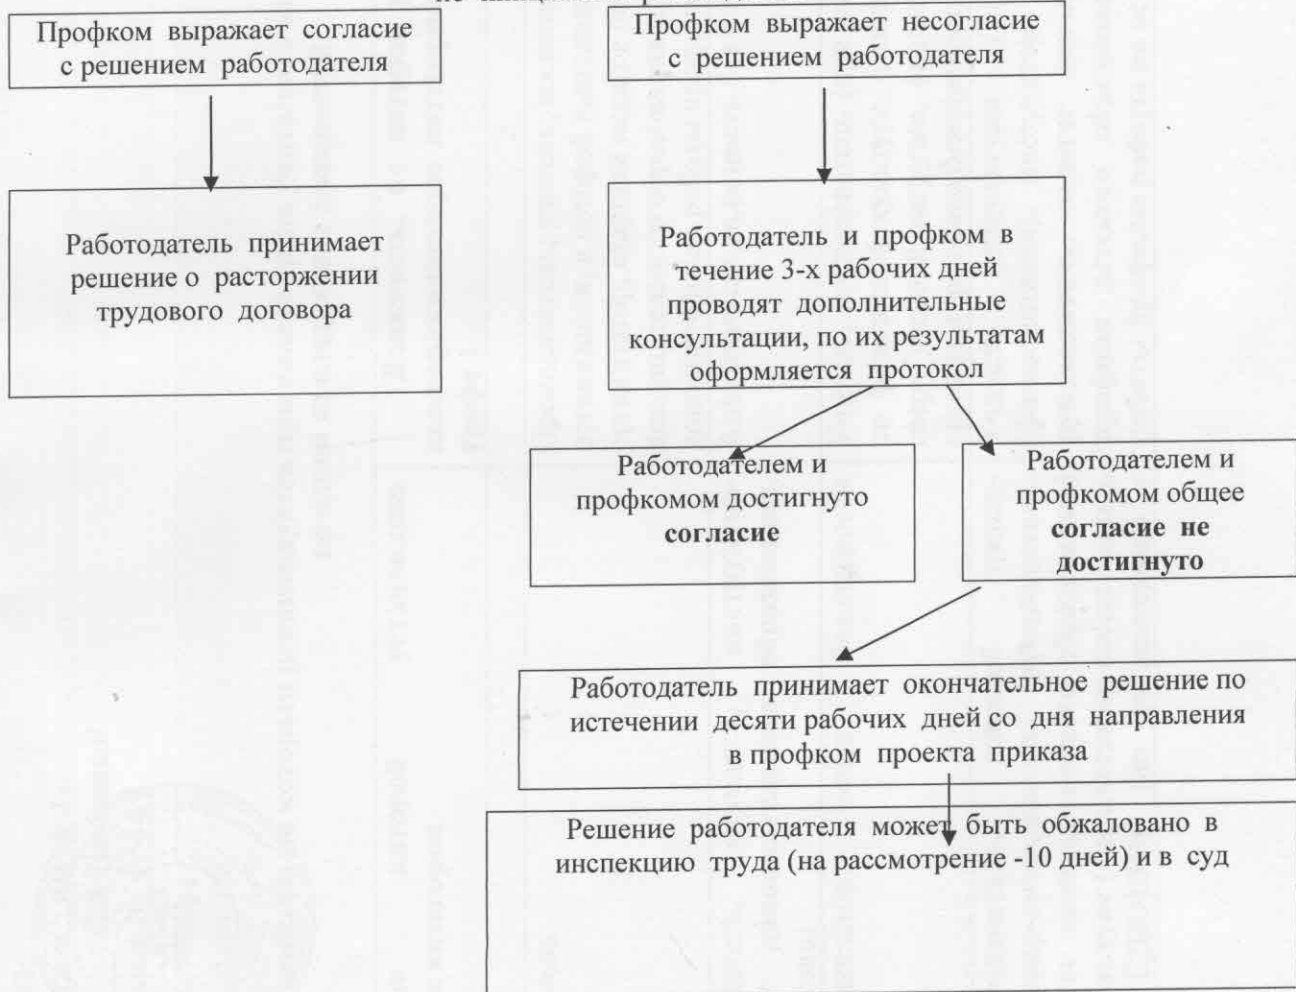 Профком выражает согласие
с решением работодателя
Профком выражает несогласие
с решением работодателя
Работодатель принимает
решение о расторжении
трудового договора
Работодатель и профком в
течение 3-х рабочих дней
проводят дополнительные
консультации, по их результатам
оформляется протокол
Работодателем и
профкомом достигнуто
согласие
Работодателем и
профкомом общее
согласие не
достигнуто
Работодатель принимает окончательное решение по
истечении десяти рабочих дней со дня направления
в профком проекта приказа
Решение работодателя может быть обжаловано в
инспекцию труда (на рассмотрение -10 дней) и в суд